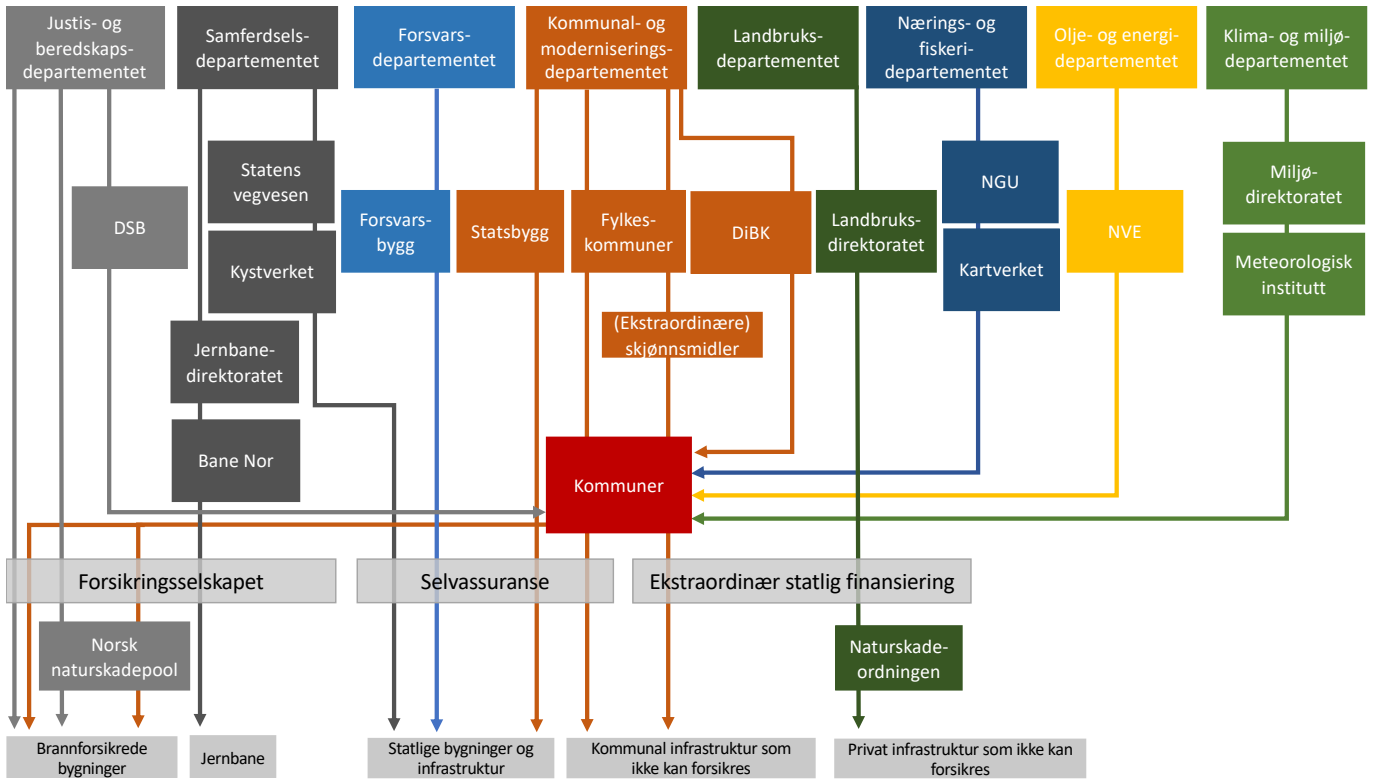 Justis- og
beredskaps-
departementet
Samferdsels-
departementet
Forsvars-
departementet
Kommunal- og
moderniserings-
departementet
Landbruks-
departementet
Nærings- og
fiskeri-
departementet
Olje- og energi-
departementet
Klima- og miljø-
departementet
DSB
Statens
vegvesen
Kystverket
Jernbane-
direktoratet
Bane Nor
Forsvars-
bygg
Statsbygg
Fylkes-
kommuner
DiBK
Landbruks-
direktoratet
NGU
Kartverket
NVE
Miljø-
direktoratet
Meteorologisk
institutt
(Ekstraordinære)
skjønnsmidler
Kommuner
Forsikringsselskapet
Selvassuranse
Ekstraordinær statlig finansiering
Norsk
naturskadepool
Naturskade-
ordningen
Brannforsikrede
bygninger
Jernbane
Statlige bygninger og
infrastruktur
Kommunal infrastruktur som
ikke kan forsikres
Privat infrastruktur som ikke kan
forsikres